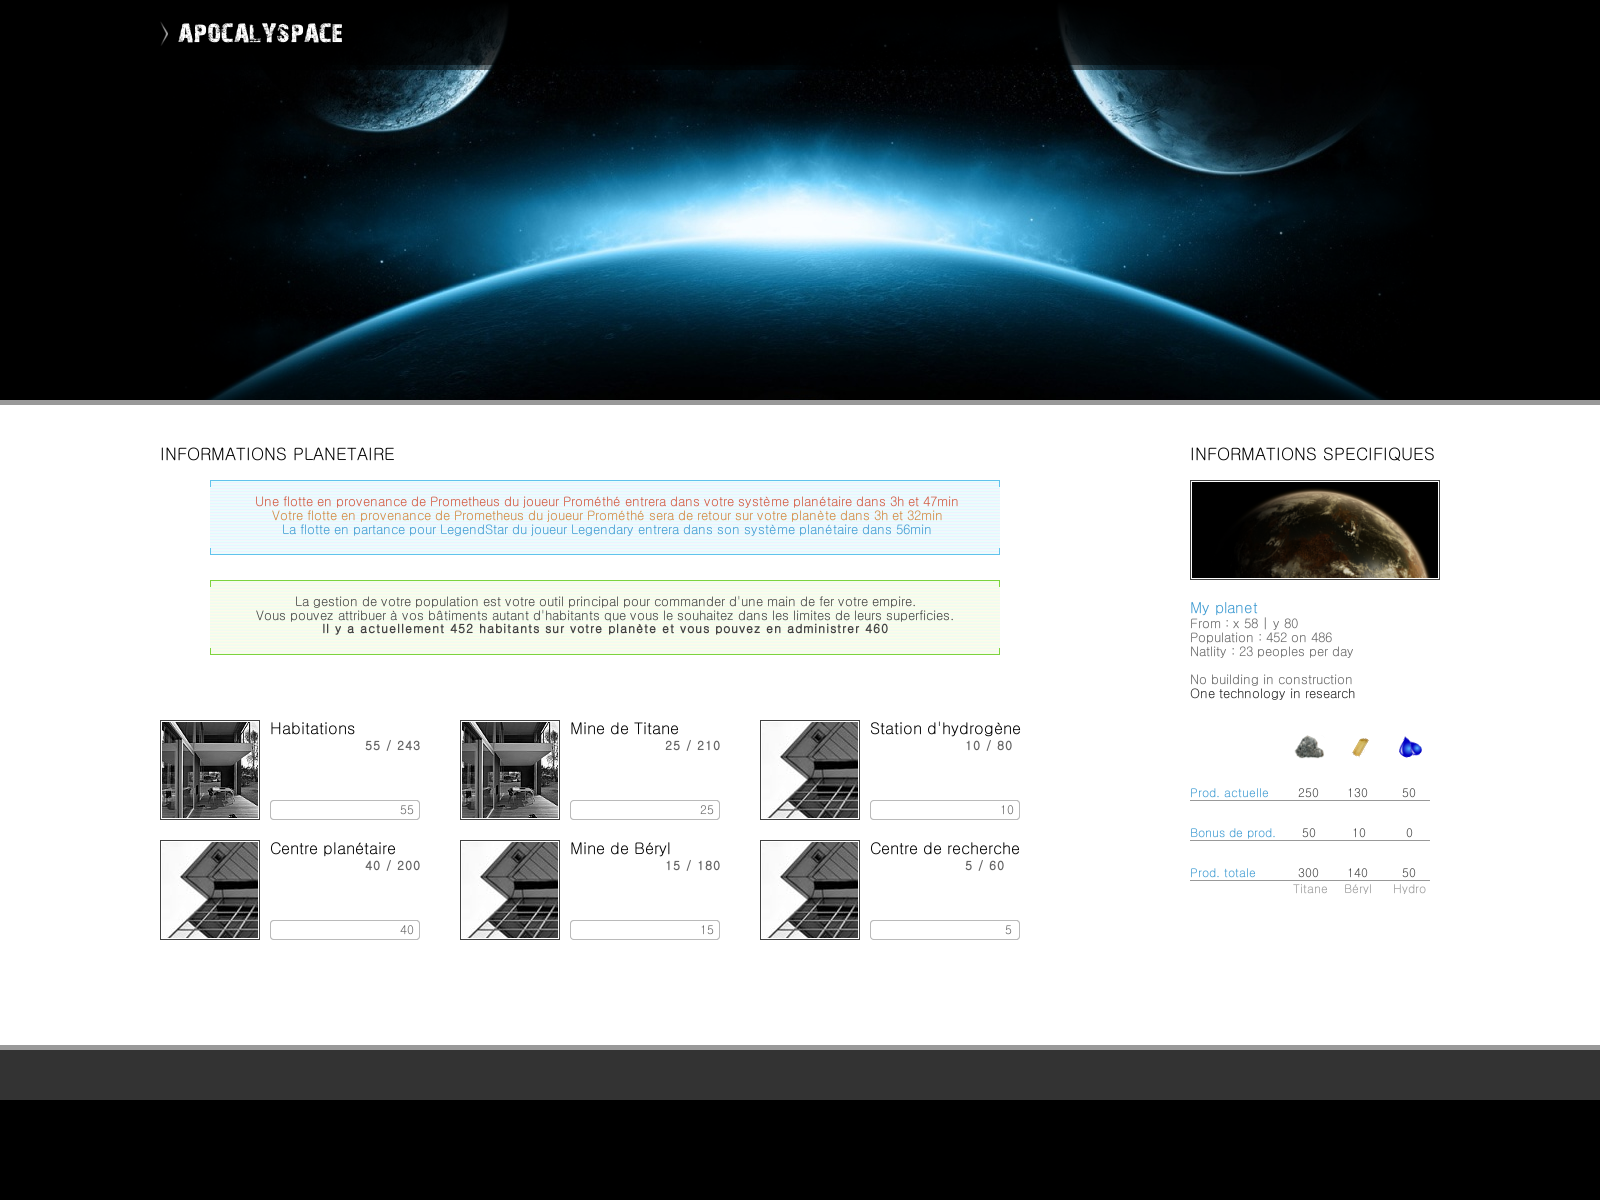 APOCALYSPACE
INFORMATIONS PLANETAIRE
Une flotte en provenance de Prometheus du joueur Prométhé entrera dans votre système planétaire dans 3h et 47min
Votre flotte en provenance de Prometheus du joueur Prométhé sera de retour sur votre planète dans 3h et 32min
La flotte en partance pour LegendStar du joueur Legendary entrera dans son système planétaire dans 56min
La gestion de votre population est votre outil principal pour commander d'une main de fer votre empire.
Vous pouvez attribuer à vos bâtiments autant d'habitants que vous le souhaitez dans les limites de leurs superficies.
Il y a actuellement 452 habitants sur votre planète et vous pouvez en administrer 460
Habitations
55 / 243
55
Mine de Titane
25 / 210
25
Station d'hydrogène
10 / 80
10
Centre planétaire
40 / 200
40
Mine de Béryl
15 / 180
15
Centre de recherche
5 / 60
5
INFORMATIONS SPECIFIQUES
My planet
From : x 58 | y 80
Population : 452 on 486
Natlity : 23 peoples per day
No building in construction
One technology in research
Prod. actuelle 250 130 50
Bonus de prod. 50 10 0
Prod. totale 300 140 50
Titane Béryl Hydro